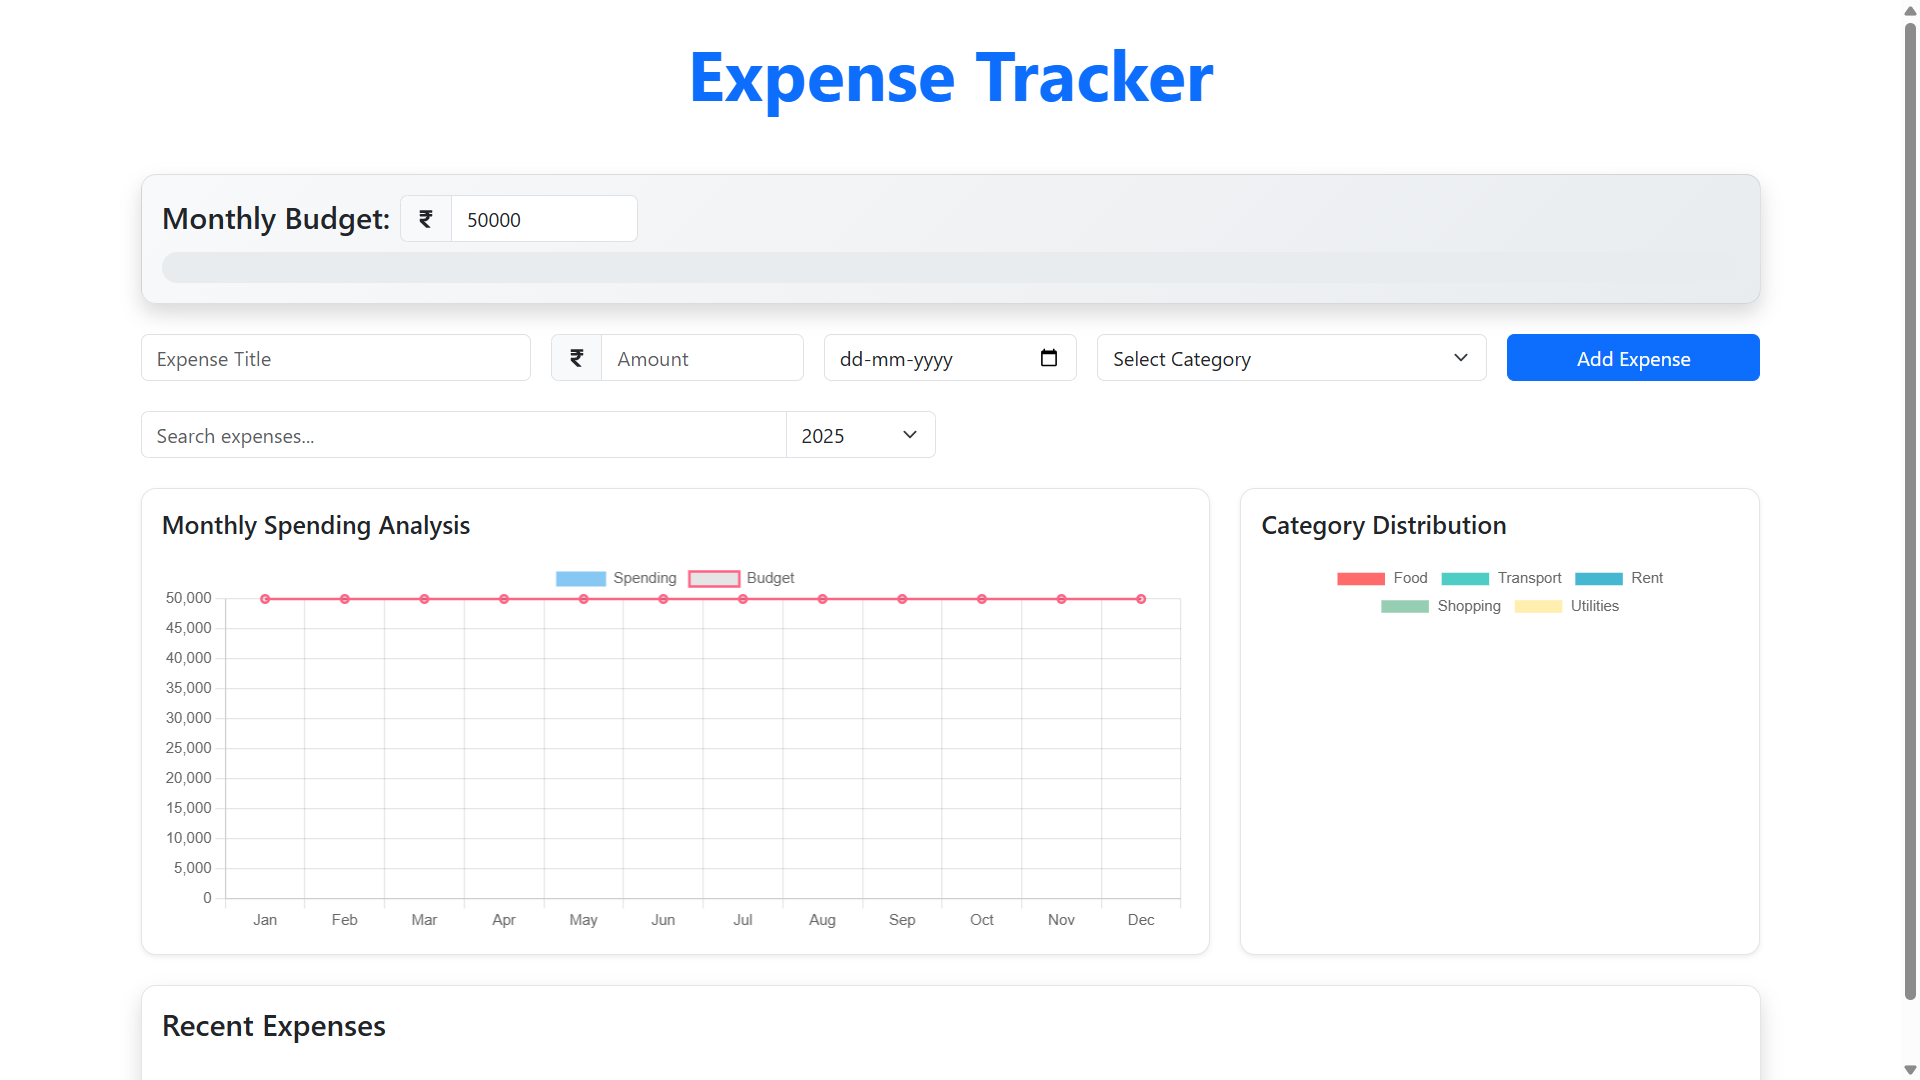 Expense Tracker
Monthly Budget: ₹ 50000
Expense Title ₹ Amount dd-mm-yyyy Select Category Add Expense
Search expenses... 2025
Monthly Spending Analysis
Spending Budget
50,000
45,000
40,000
35,000
30,000
25,000
20,000
15,000
10,000
5,000
0
Jan Feb Mar Apr May Jun Jul Aug Sep Oct Nov Dec
Category Distribution
Food Transport Rent
Shopping Utilities
Recent Expenses